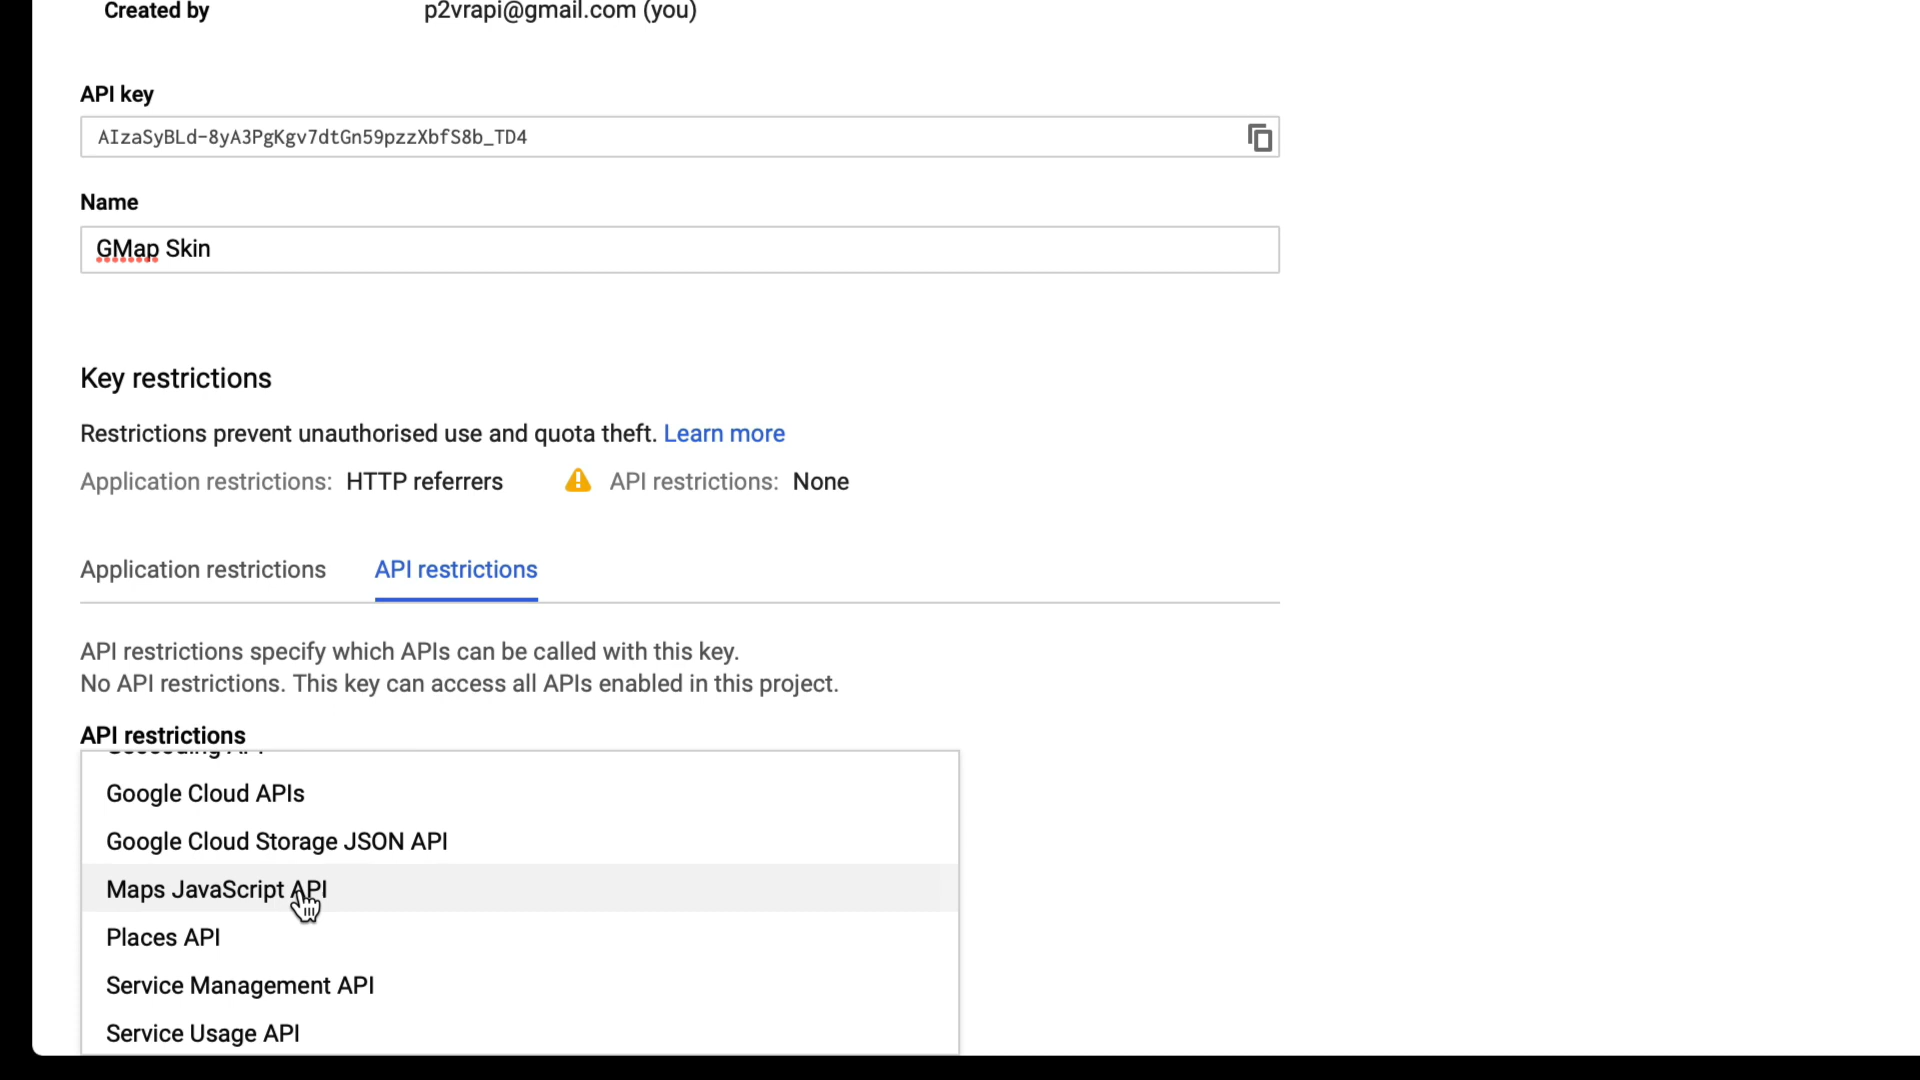 Created by p2vrapi@gmail.com (you)
API key
AIzaSyBLd-8yA3PgKgv7dtGn59pzzXbfS8b_TD4
Name
GMap Skin
Key restrictions
Restrictions prevent unauthorised use and quota theft. Learn more
Application restrictions: HTTP referrers API restrictions: None
Application restrictions API restrictions
API restrictions specify which APIs can be called with this key.
No API restrictions. This key can access all APIs enabled in this project.
API restrictions
Geocoding API
Google Cloud APIs
Google Cloud Storage JSON API
Maps JavaScript API
Places API
Service Management API
Service Usage API